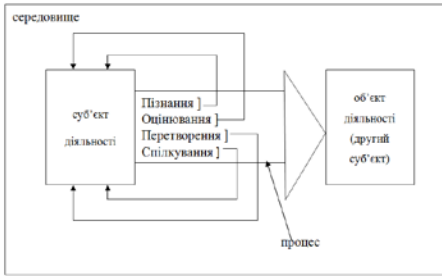 середовище
суб’єкт
діяльності
Пізнання ]
Оцінювання ]
Перетворення ]
Спілкування ]
об’єкт
діяльності
(другий
суб’єкт)
процес